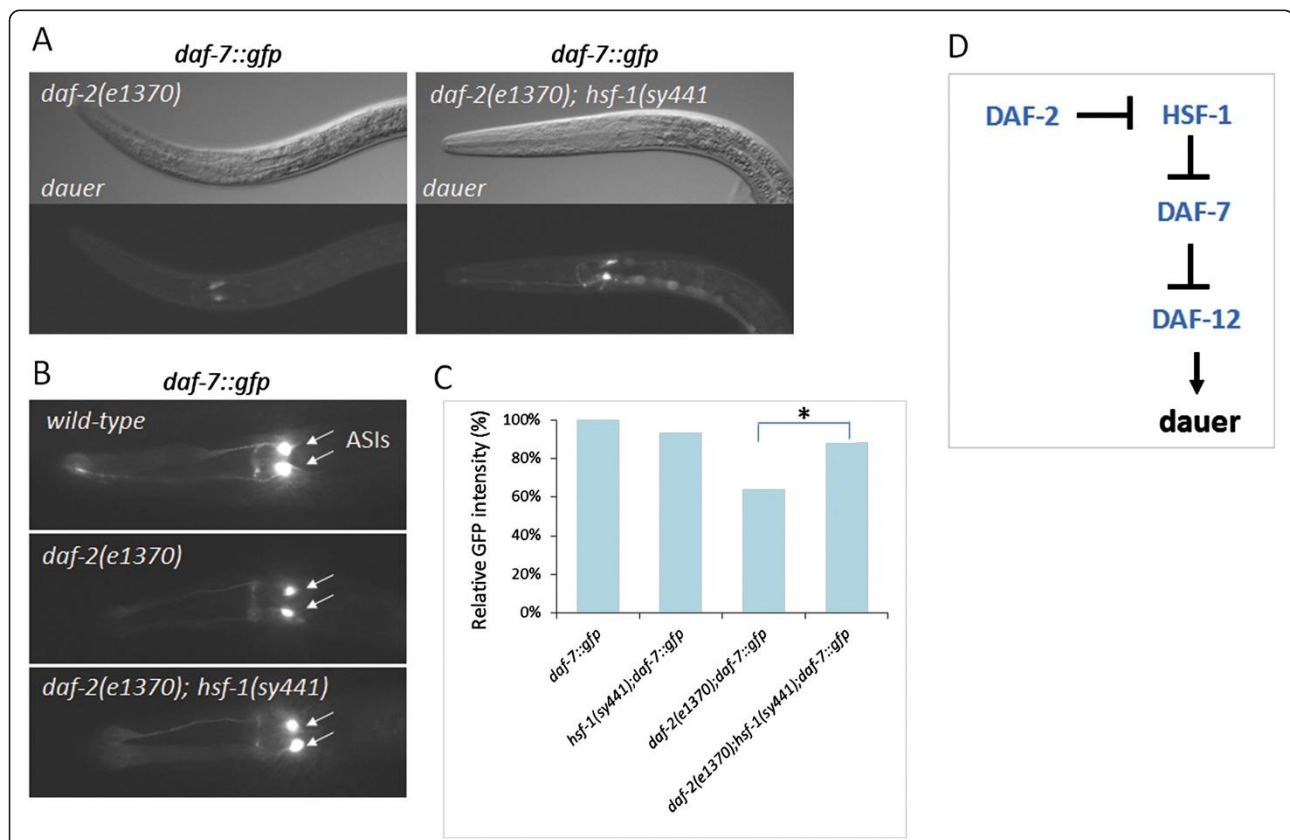 A
daf-7::gfp
daf-2(e1370)
dauer
daf-7::gfp
daf-2(e1370); hsf-1(sy441
B
daf-7::gfp
wild-type
ASIs
daf-2(e1370)
daf-2(e1370); hsf-1(sy441)
C
Relative GFP intensity (%)
100%
80%
60%
40%
20%
0%
*
daf-7::gfp
hsf-1(sy441);daf-7::gfp
daf-2(e1370);daf-7::gfp
daf-2(e1370);hsf-1(sy441);daf-7::gfp
D
DAF-2
HSF-1
DAF-7
DAF-12
dauer